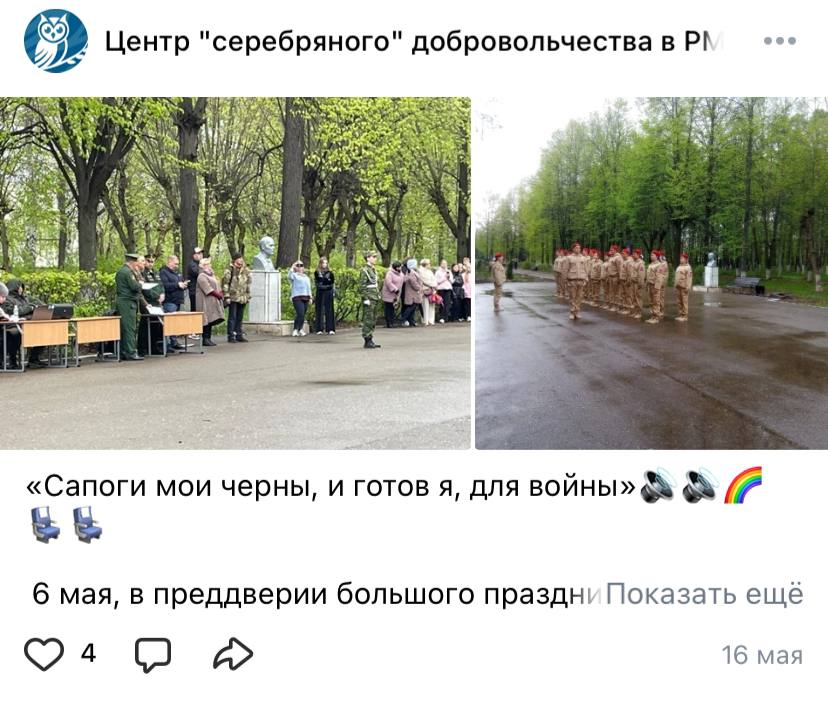 Центр "серебряного" добровольчества в РМ
«Сапоги мои черны, и готов я, для войны»
6 мая, в преддверии большого праздни Показать ещё
4
16 мая